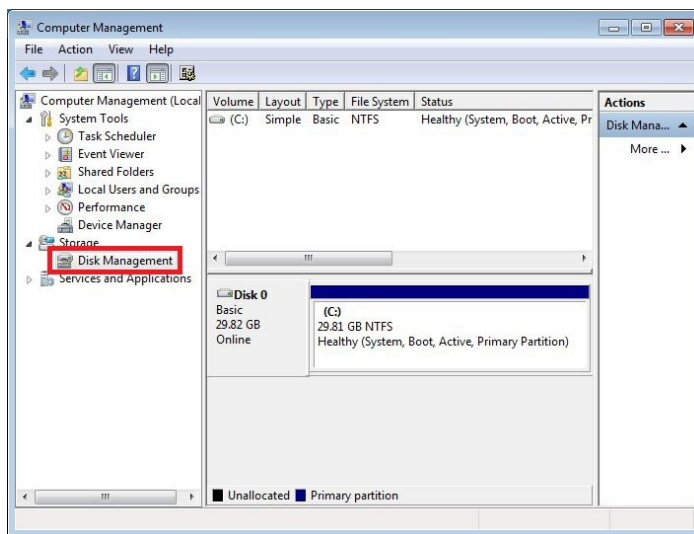 Computer Management
File Action View Help
Computer Management (Local
System Tools
Task Scheduler
Event Viewer
Shared Folders
Local Users and Groups
Performance
Device Manager
Storage
Disk Management
Services and Applications
Volume Layout Type File System Status
(C:) Simple Basic NTFS Healthy (System, Boot, Active, Pr
Disk 0
Basic
29.82 GB
Online
(C:)
29.81 GB NTFS
Healthy (System, Boot, Active, Primary Partition)
Unallocated Primary partition
Actions
Disk Mana...
More ...